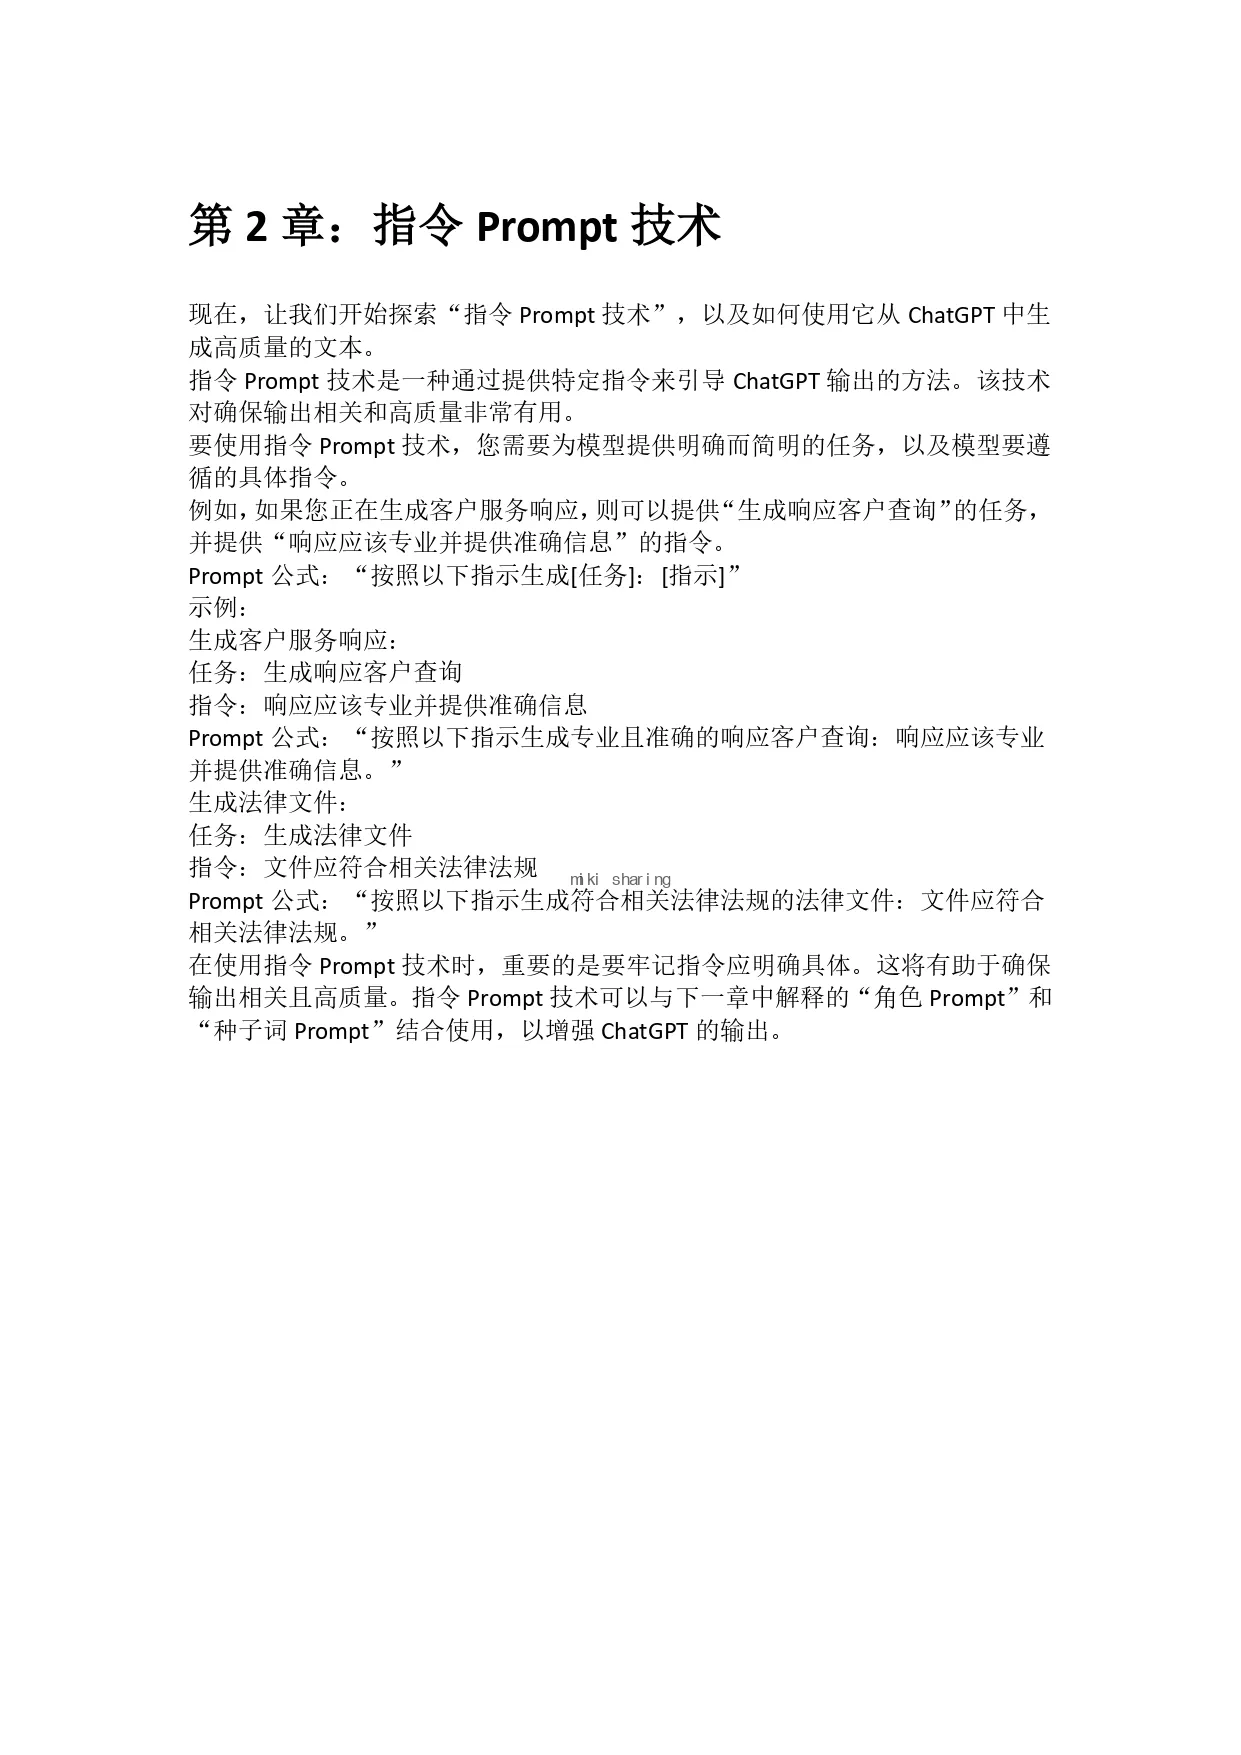 第 2 章：指令 Prompt 技术
现在，让我们开始探索“指令 Prompt 技术”，以及如何使用它从 ChatGPT 中生
成高质量的文本。
指令 Prompt 技术是一种通过提供特定指令来引导 ChatGPT 输出的方法。该技术
对确保输出相关和高质量非常有用。
要使用指令 Prompt 技术，您需要为模型提供明确而简明的任务，以及模型要遵
循的具体指令。
例如，如果您正在生成客户服务响应，则可以提供“生成响应客户查询”的任务，
并提供“响应应该专业并提供准确信息”的指令。
Prompt 公式：“按照以下指示生成[任务]：[指示]”
示例：
生成客户服务响应：
任务：生成响应客户查询
指令：响应应该专业并提供准确信息
Prompt 公式：“按照以下指示生成专业且准确的响应客户查询：响应应该专业
并提供准确信息。”
生成法律文件：
任务：生成法律文件
指令：文件应符合相关法律法规
miki sharing
Prompt 公式：“按照以下指示生成符合相关法律法规的法律文件：文件应符合
相关法律法规。”
在使用指令 Prompt 技术时，重要的是要牢记指令应明确具体。这将有助于确保
输出相关且高质量。指令 Prompt 技术可以与下一章中解释的“角色 Prompt”和
“种子词 Prompt”结合使用，以增强 ChatGPT 的输出。